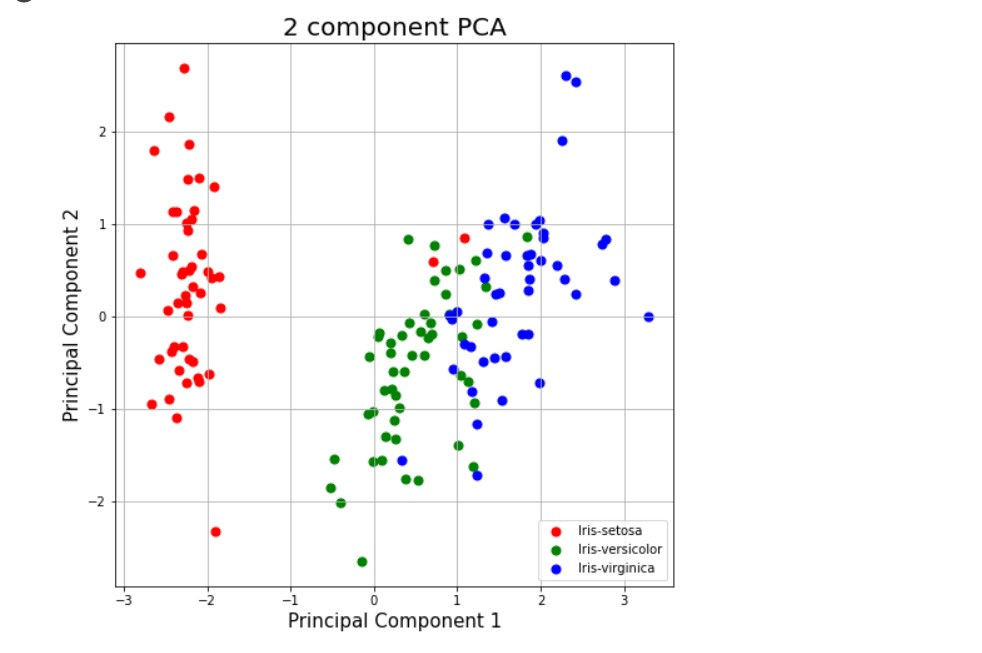 2 component PCA
Principal Component 2
2
1
0
−1
−2
−3
−2
−1
0
1
2
3
Principal Component 1
Iris-setosa
Iris-versicolor
Iris-virginica